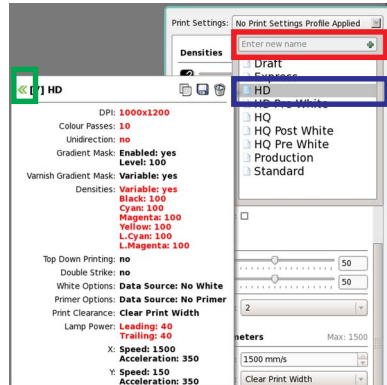 Print Settings: No Print Settings Profile Applied
Densities
Enter new name
Draft
Express
HD
HD Pre White
HQ
HQ Post White
HQ Pre White
Production
Standard
HD
DPI: 1000x1200
Colour Passes: 10
Unidirection: no
Gradient Mask: Enabled: yes
Level: 100
Varnish Gradient Mask: Variable: yes
Densities: Variable: yes
Black: 100
Cyan: 100
Magenta: 100
Yellow: 100
L.Cyan: 100
L.Magenta: 100
Top Down Printing: no
Double Strike: no
White Options: Data Source: No White
Primer Options: Data Source: No Primer
Print Clearance: Clear Print Width
Lamp Power: Leading: 40
Trailing: 40
X: Speed: 1500
Acceleration: 350
Y: Speed: 150
Acceleration: 350
50
50
2
Max: 1500
1500 mm/s
Clear Print Width